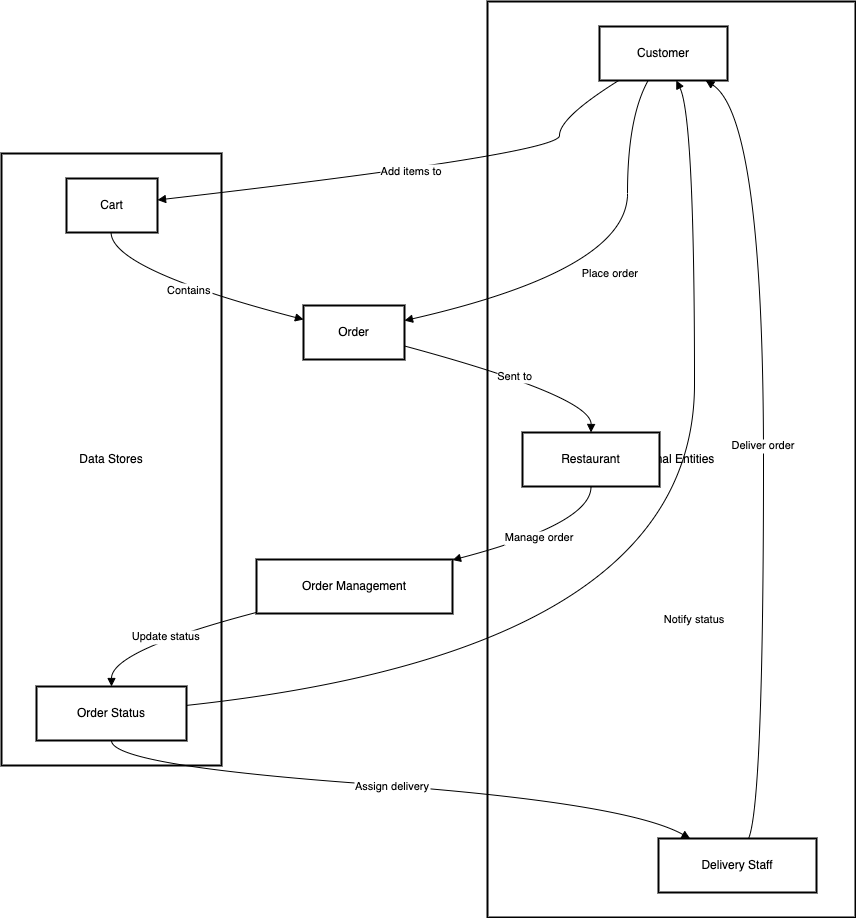 Customer
Add items to
Cart
Place order
Contains
Order
Sent to
Data Stores
Restaurant
Entities
Deliver order
Manage order
Order Management
Notify status
Update status
Order Status
Assign delivery
Delivery Staff